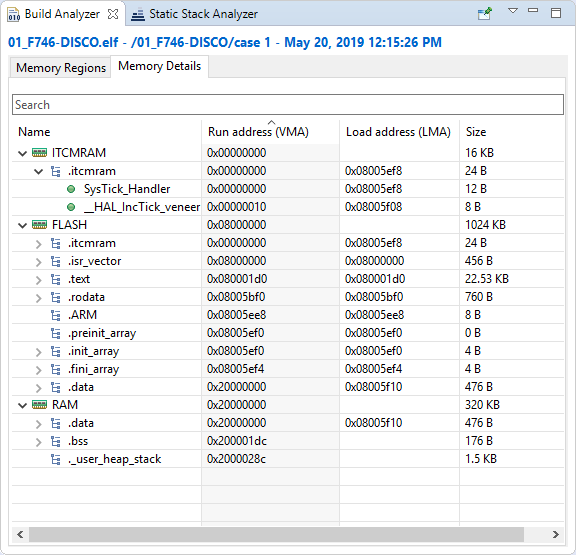 Build Analyzer Static Stack Analyzer
01_F746-DISCO.elf - /01_F746-DISCO/case 1 - May 20, 2019 12:15:26 PM
Memory Regions Memory Details
Search
Name Run address (VMA) Load address (LMA) Size
ITCMRAM 0x00000000 16 KB
.itcmram 0x00000000 0x08005ef8 24 B
SysTick_Handler 0x00000000 0x08005ef8 12 B
__HAL_IncTick_veneer 0x00000010 0x08005f08 8 B
FLASH 0x08000000 1024 KB
.itcmram 0x00000000 0x08005ef8 24 B
.isr_vector 0x08000000 0x08000000 456 B
.text 0x080001d0 0x080001d0 22.53 KB
.rodata 0x08005bf0 0x08005bf0 760 B
.ARM 0x08005ee8 0x08005ee8 8 B
.preinit_array 0x08005ef0 0x08005ef0 0 B
.init_array 0x08005ef0 0x08005ef0 4 B
.fini_array 0x08005ef4 0x08005ef4 4 B
.data 0x20000000 0x08005f10 476 B
RAM 0x20000000 320 KB
.data 0x20000000 0x08005f10 476 B
.bss 0x200001dc 176 B
._user_heap_stack 0x2000028c 1.5 KB